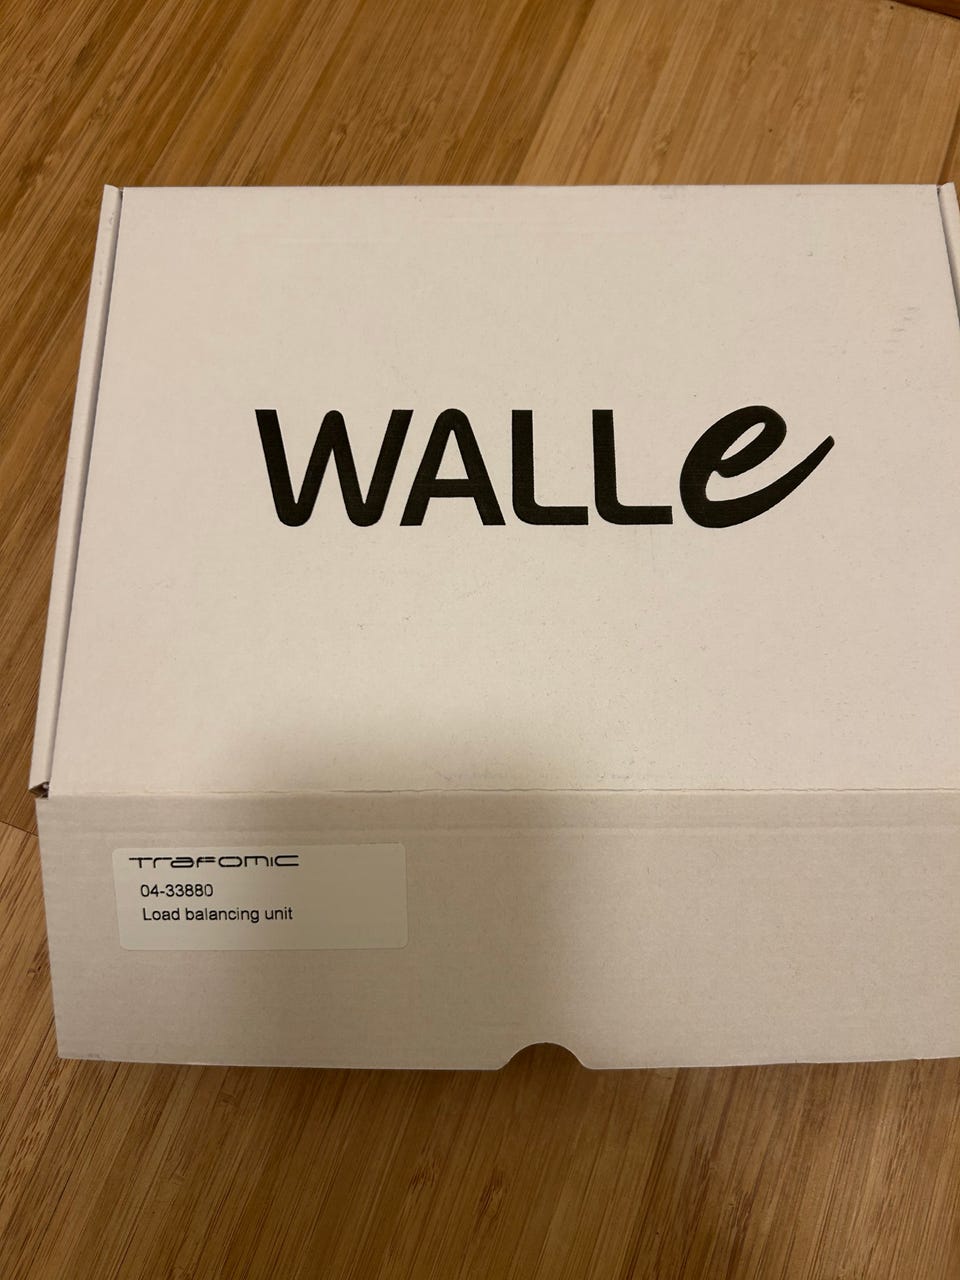 WALLe
Trafomic
04-33880
Load balancing unit